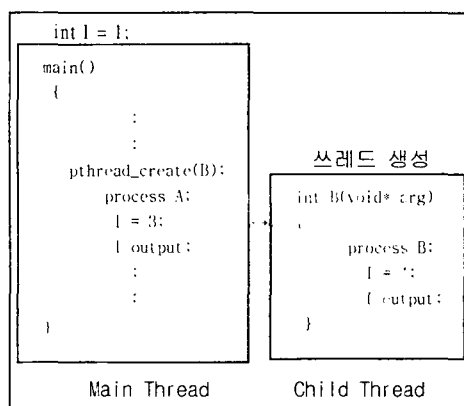 int I = 1;
main()
{
:
:
pthread_create(B);
process A;
I = 3;
I output;
:
:
}
Main Thread
쓰레드 생성
int B(void* arg)
{
process B;
I =
I output;
}
Child Thread